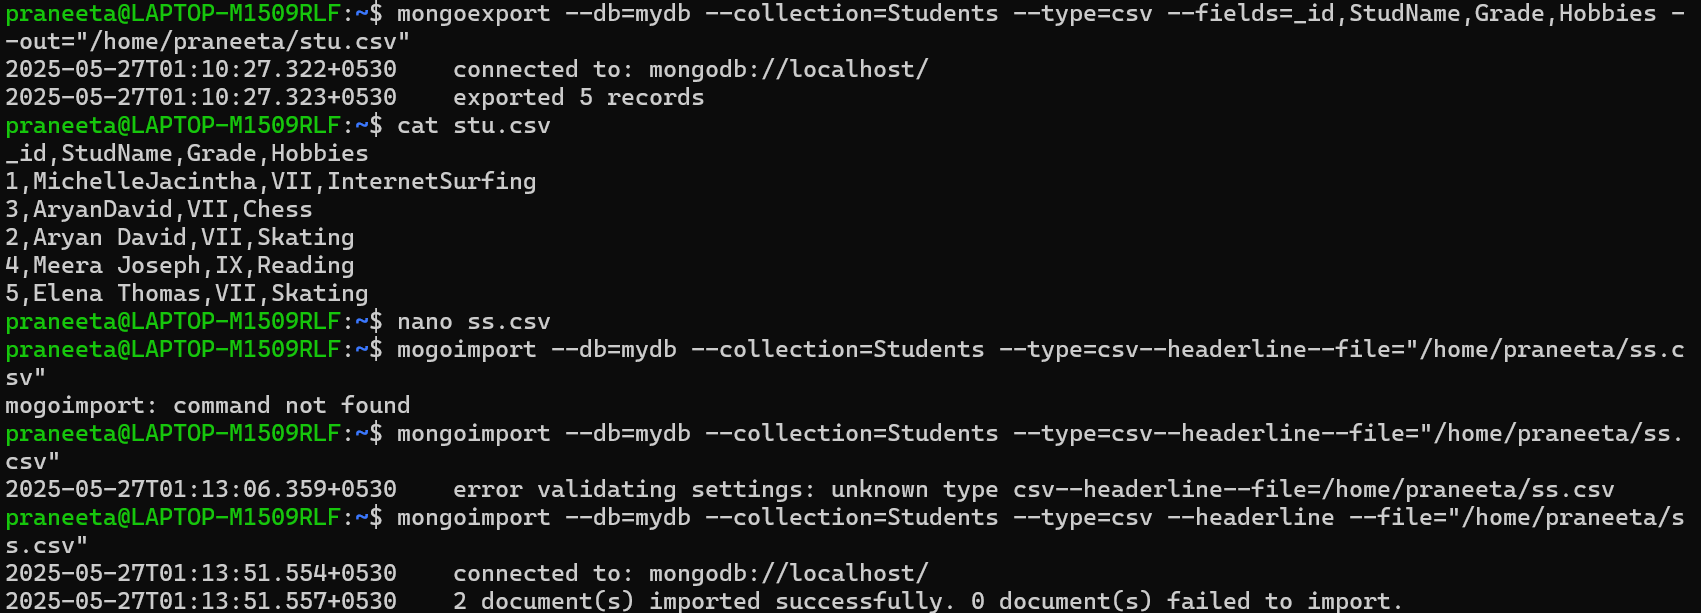 praneeta@LAPTOP-M1509RLF:~$ mongoexport --db=mydb --collection=Students --type=csv --fields=_id,StudName,Grade,Hobbies -
-out="/home/praneeta/stu.csv"
2025-05-27T01:10:27.322+0530    connected to: mongodb://localhost/
2025-05-27T01:10:27.323+0530    exported 5 records
praneeta@LAPTOP-M1509RLF:~$ cat stu.csv
_id,StudName,Grade,Hobbies
1,MichelleJacintha,VII,InternetSurfing
3,AryanDavid,VII,Chess
2,Aryan David,VII,Skating
4,Meera Joseph,IX,Reading
5,Elena Thomas,VII,Skating
praneeta@LAPTOP-M1509RLF:~$ nano ss.csv
praneeta@LAPTOP-M1509RLF:~$ mogoimport --db=mydb --collection=Students --type=csv--headerline--file="/home/praneeta/ss.c
sv"
mogoimport: command not found
praneeta@LAPTOP-M1509RLF:~$ mongoimport --db=mydb --collection=Students --type=csv--headerline--file="/home/praneeta/ss.
csv"
2025-05-27T01:13:06.359+0530    error validating settings: unknown type csv--headerline--file=/home/praneeta/ss.csv
praneeta@LAPTOP-M1509RLF:~$ mongoimport --db=mydb --collection=Students --type=csv --headerline --file="/home/praneeta/s
s.csv"
2025-05-27T01:13:51.554+0530    connected to: mongodb://localhost/
2025-05-27T01:13:51.557+0530    2 document(s) imported successfully. 0 document(s) failed to import.